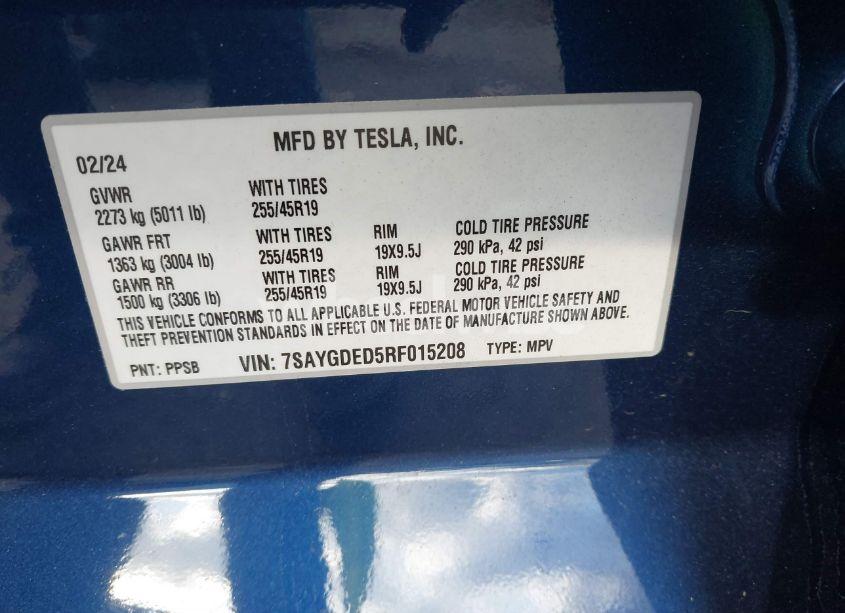 MFD BY TESLA, INC.
02/24
GVWR WITH TIRES
2273 kg (5011 lb) 255/45R19
GAWR FRT WITH TIRES RIM COLD TIRE PRESSURE
1363 kg (3004 lb) 255/45R19 19X9.5J 290 kPa, 42 psi
GAWR RR WITH TIRES RIM COLD TIRE PRESSURE
1500 kg (3306 lb) 255/45R19 19X9.5J 290 kPa, 42 psi
THIS VEHICLE CONFORMS TO ALL APPLICABLE U.S. FEDERAL MOTOR VEHICLE SAFETY AND
THEFT PREVENTION STANDARDS IN EFFECT ON THE DATE OF MANUFACTURE SHOWN ABOVE.
PNT: PPSB VIN: 7SAYGDED5RF015208 TYPE: MPV